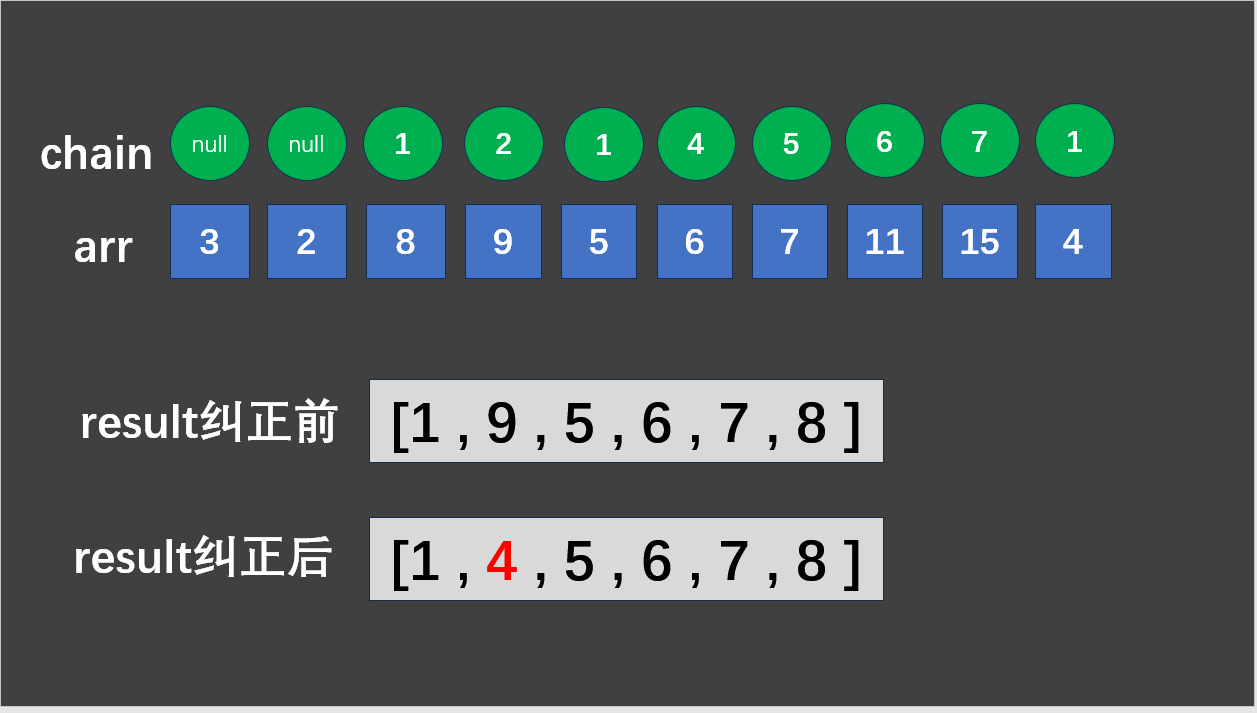 chain null null 1 2 1 4 5 6 7 1
arr 3 2 8 9 5 6 7 11 15 4
result纠正前 [1 , 9 , 5 , 6 , 7 , 8 ]
result纠正后 [1 , 4 , 5 , 6 , 7 , 8 ]